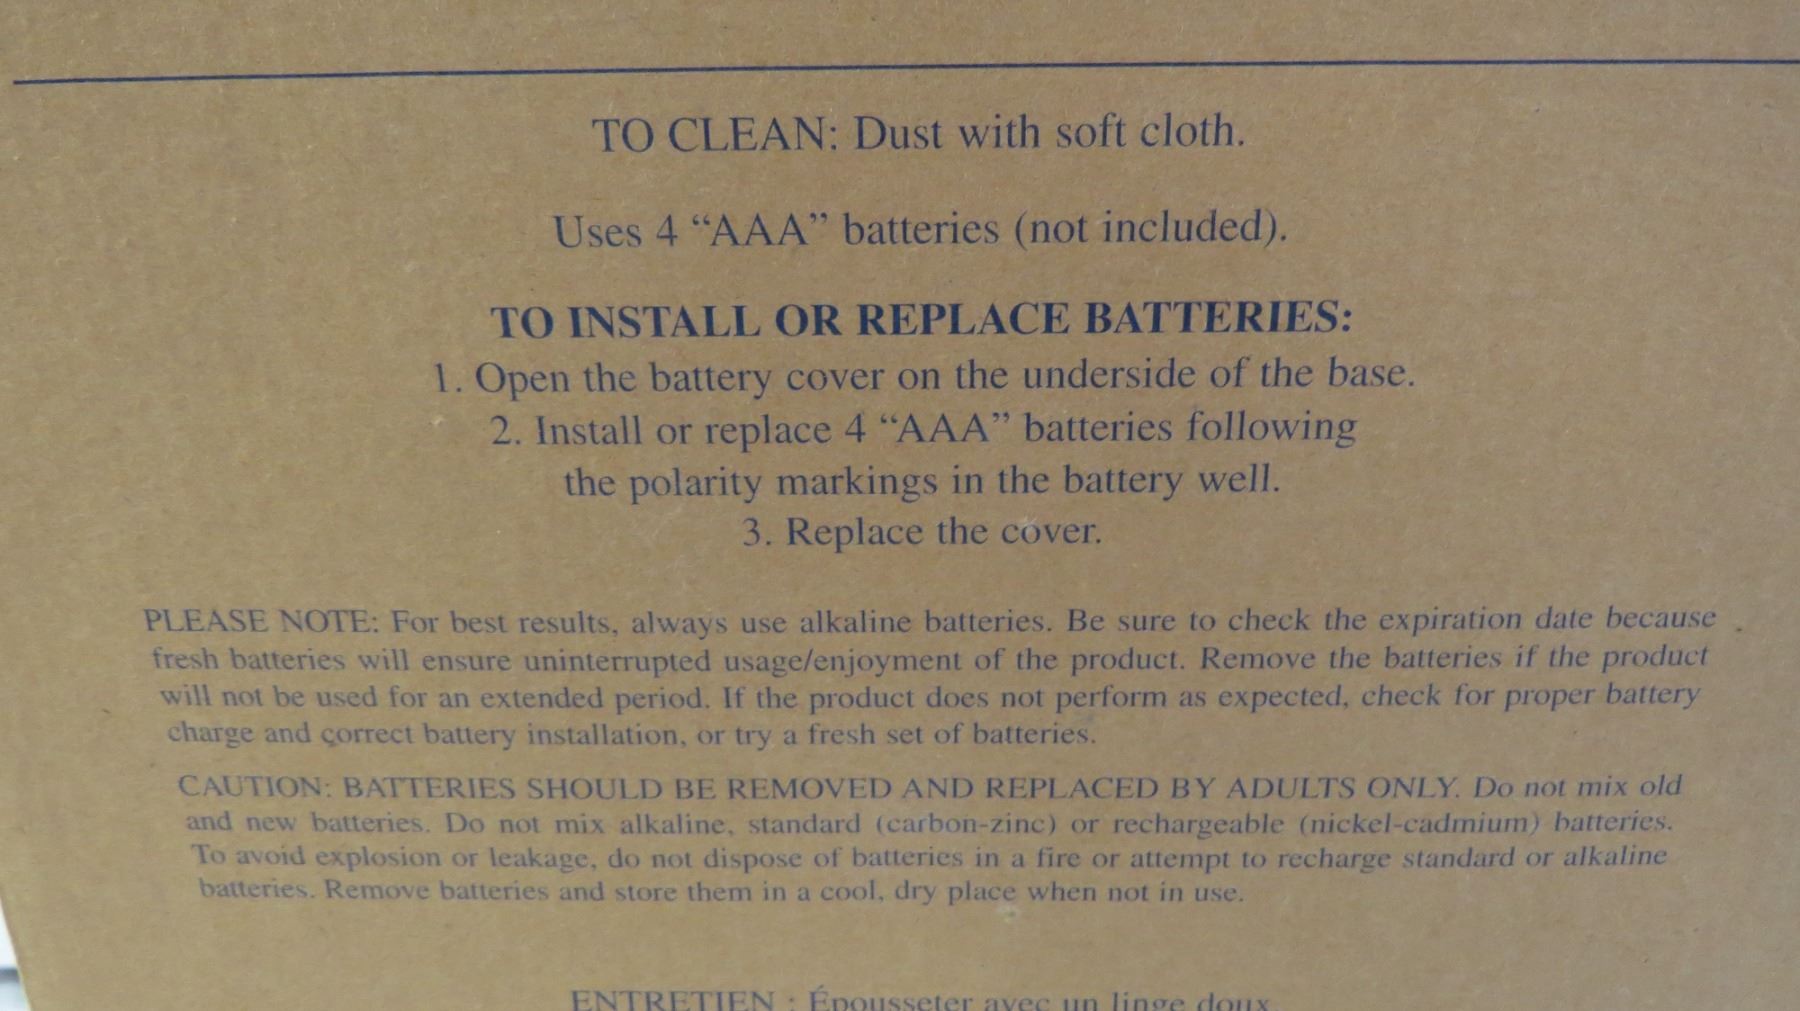 TO CLEAN: Dust with soft cloth.
Uses 4 “AAA” batteries (not included).
TO INSTALL OR REPLACE BATTERIES:
1. Open the battery cover on the underside of the base.
2. Install or replace 4 “AAA” batteries following
the polarity markings in the battery well.
3. Replace the cover.
PLEASE NOTE: For best results, always use alkaline batteries. Be sure to check the expiration date because
fresh batteries will ensure uninterrupted usage/enjoyment of the product. Remove the batteries if the product
will not be used for an extended period. If the product does not perform as expected, check for proper battery
charge and correct battery installation, or try a fresh set of batteries.
CAUTION: BATTERIES SHOULD BE REMOVED AND REPLACED BY ADULTS ONLY. Do not mix old
and new batteries. Do not mix alkaline, standard (carbon-zinc) or rechargeable (nickel-cadmium) batteries.
To avoid explosion or leakage, do not dispose of batteries in a fire or attempt to recharge standard or alkaline
batteries. Remove batteries and store them in a cool, dry place when not in use.
ENTRETIEN : Épousseter avec un linge doux.